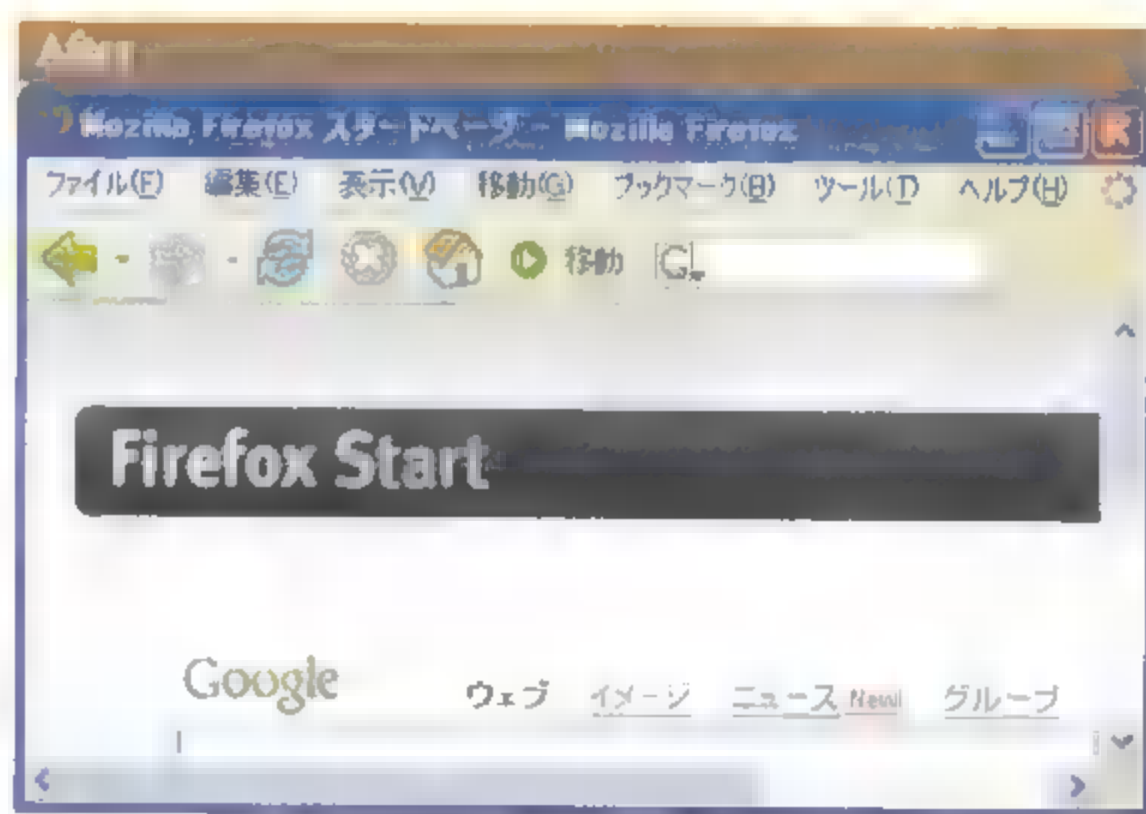 Mozilla Firefox スタートページ - Mozilla Firefox
ファイル(F) 編集(E) 表示(V) 移動(G) ブックマーク(B) ツール(T) ヘルプ(H)
移動 G
Firefox Start
Google ウェブ イメージ ニュース New! グループ